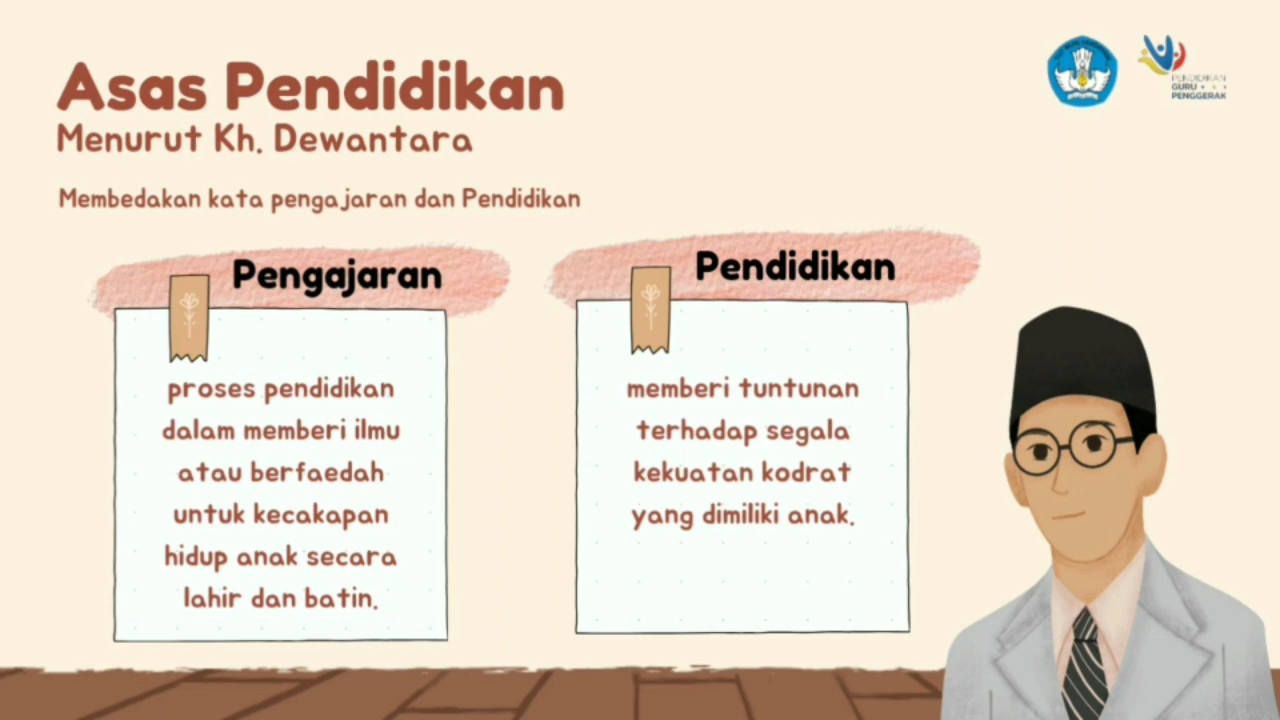 Asas Pendidikan
Menurut Kh. Dewantara
Membedakan kata pengajaran dan Pendidikan
PENDIDIKAN
GURU
PENGGERAK
Pengajaran
proses pendidikan
dalam memberi ilmu
atau berfaedah
untuk kecakapan
hidup anak secara
lahir dan batin.
Pendidikan
memberi tuntunan
terhadap segala
kekuatan kodrat
yang dimiliki anak.